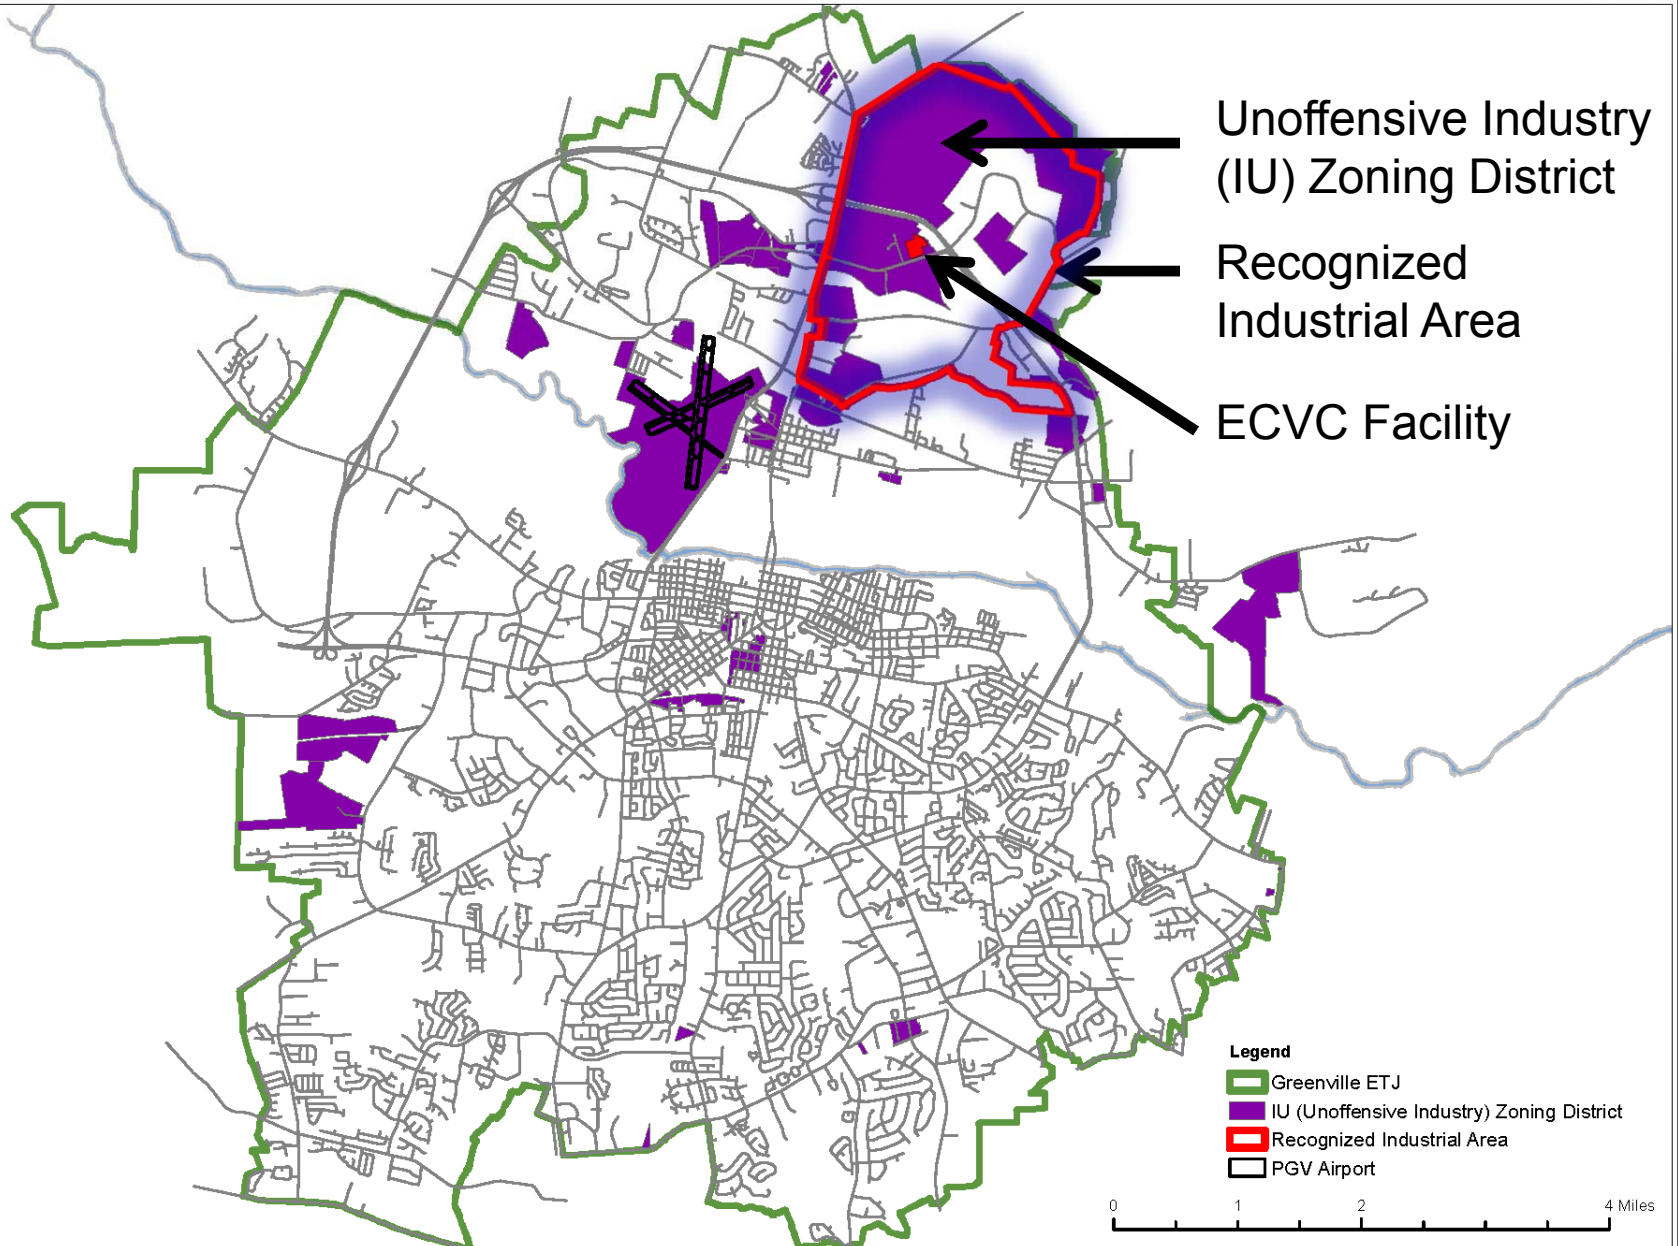 Unoffensive Industry
(IU) Zoning District
Recognized
Industrial Area
ECVC Facility
Legend
Greenville ETJ
IU (Unoffensive Industry) Zoning District
Recognized Industrial Area
PGV Airport
0 1 2 4 Miles